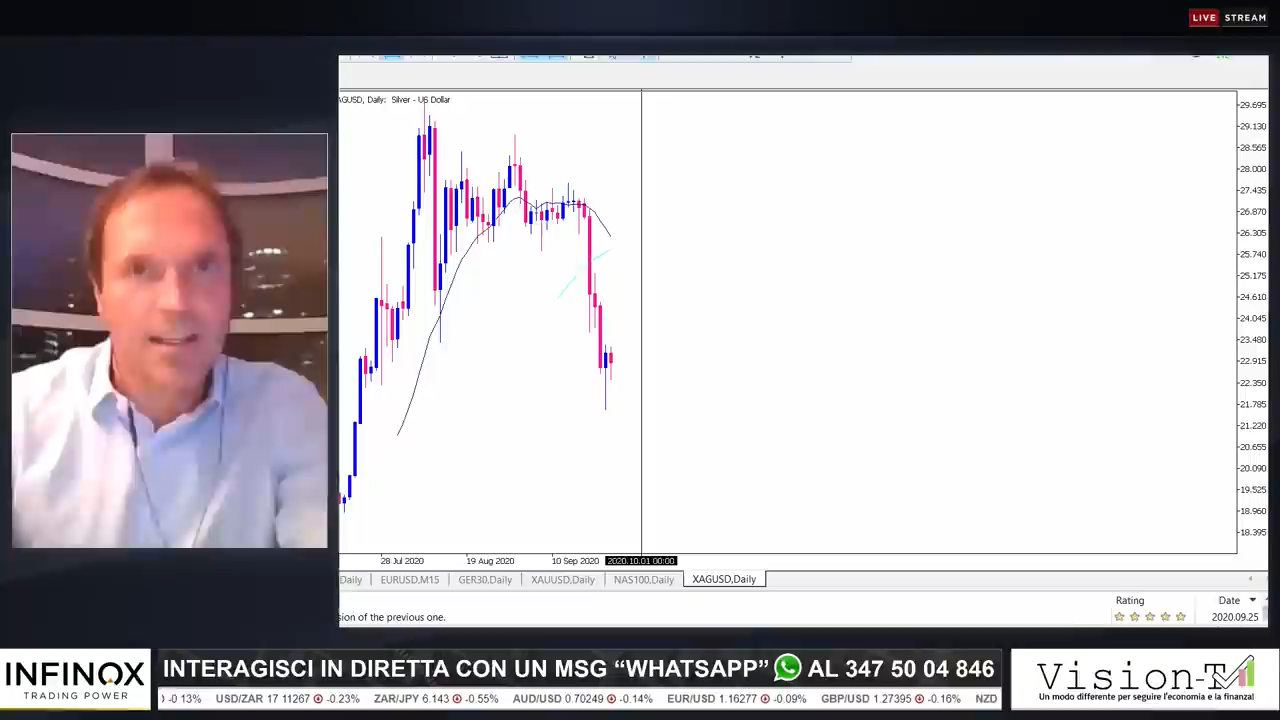 LIVE STREAM
AGUSD, Daily: Silver - US Dollar
29.695
29.130
28.565
28.000
27.435
26.870
26.305
25.740
25.175
24.610
24.045
23.480
22.915
22.350
21.785
21.220
20.655
20.090
19.525
18.960
18.395
28 Jul 2020 19 Aug 2020 10 Sep 2020 2020.10.01 00:00
Daily EURUSD,M15 GER30,Daily XAUUSD,Daily NAS100,Daily XAGUSD,Daily
Rating Date
sion of the previous one. 2020.09.25
INFINOX
TRADING POWER
INTERAGISCI IN DIRETTA CON UN MSG “WHATSAPP” AL 347 50 04 846
-0.13% USD/ZAR 17 11267 -0.23% ZAR/JPY 6.143 -0.55% AUD/USD 0.70249 -0.14% EUR/USD 1.16277 -0.09% GBP/USD 1.27395 -0.16% NZD
Vision-TV
Un modo differente per seguire l'economia e la finanza!